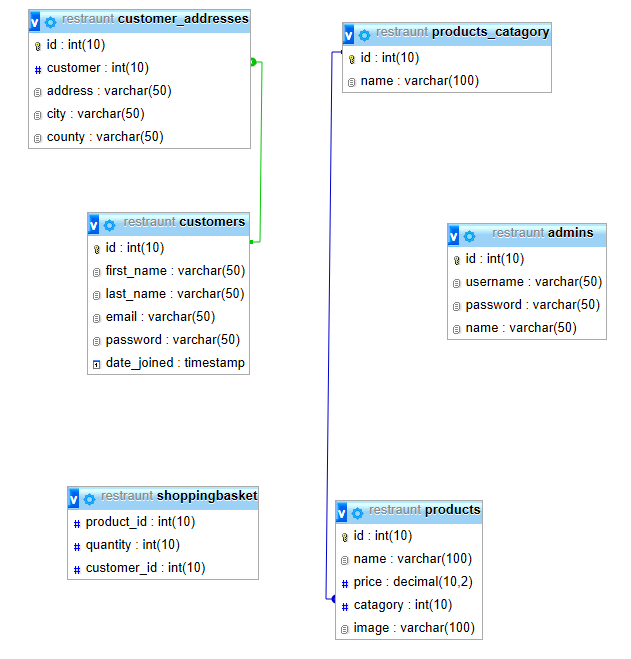 restraunt customer_addresses
id : int(10)
customer : int(10)
address : varchar(50)
city : varchar(50)
county : varchar(50)
restraunt products_catagory
id : int(10)
name : varchar(100)
restraunt customers
id : int(10)
first_name : varchar(50)
last_name : varchar(50)
email : varchar(50)
password : varchar(50)
date_joined : timestamp
restraunt admins
id : int(10)
username : varchar(50)
password : varchar(50)
name : varchar(50)
restraunt shoppingbasket
product_id : int(10)
quantity : int(10)
customer_id : int(10)
restraunt products
id : int(10)
name : varchar(100)
price : decimal(10,2)
catagory : int(10)
image : varchar(100)